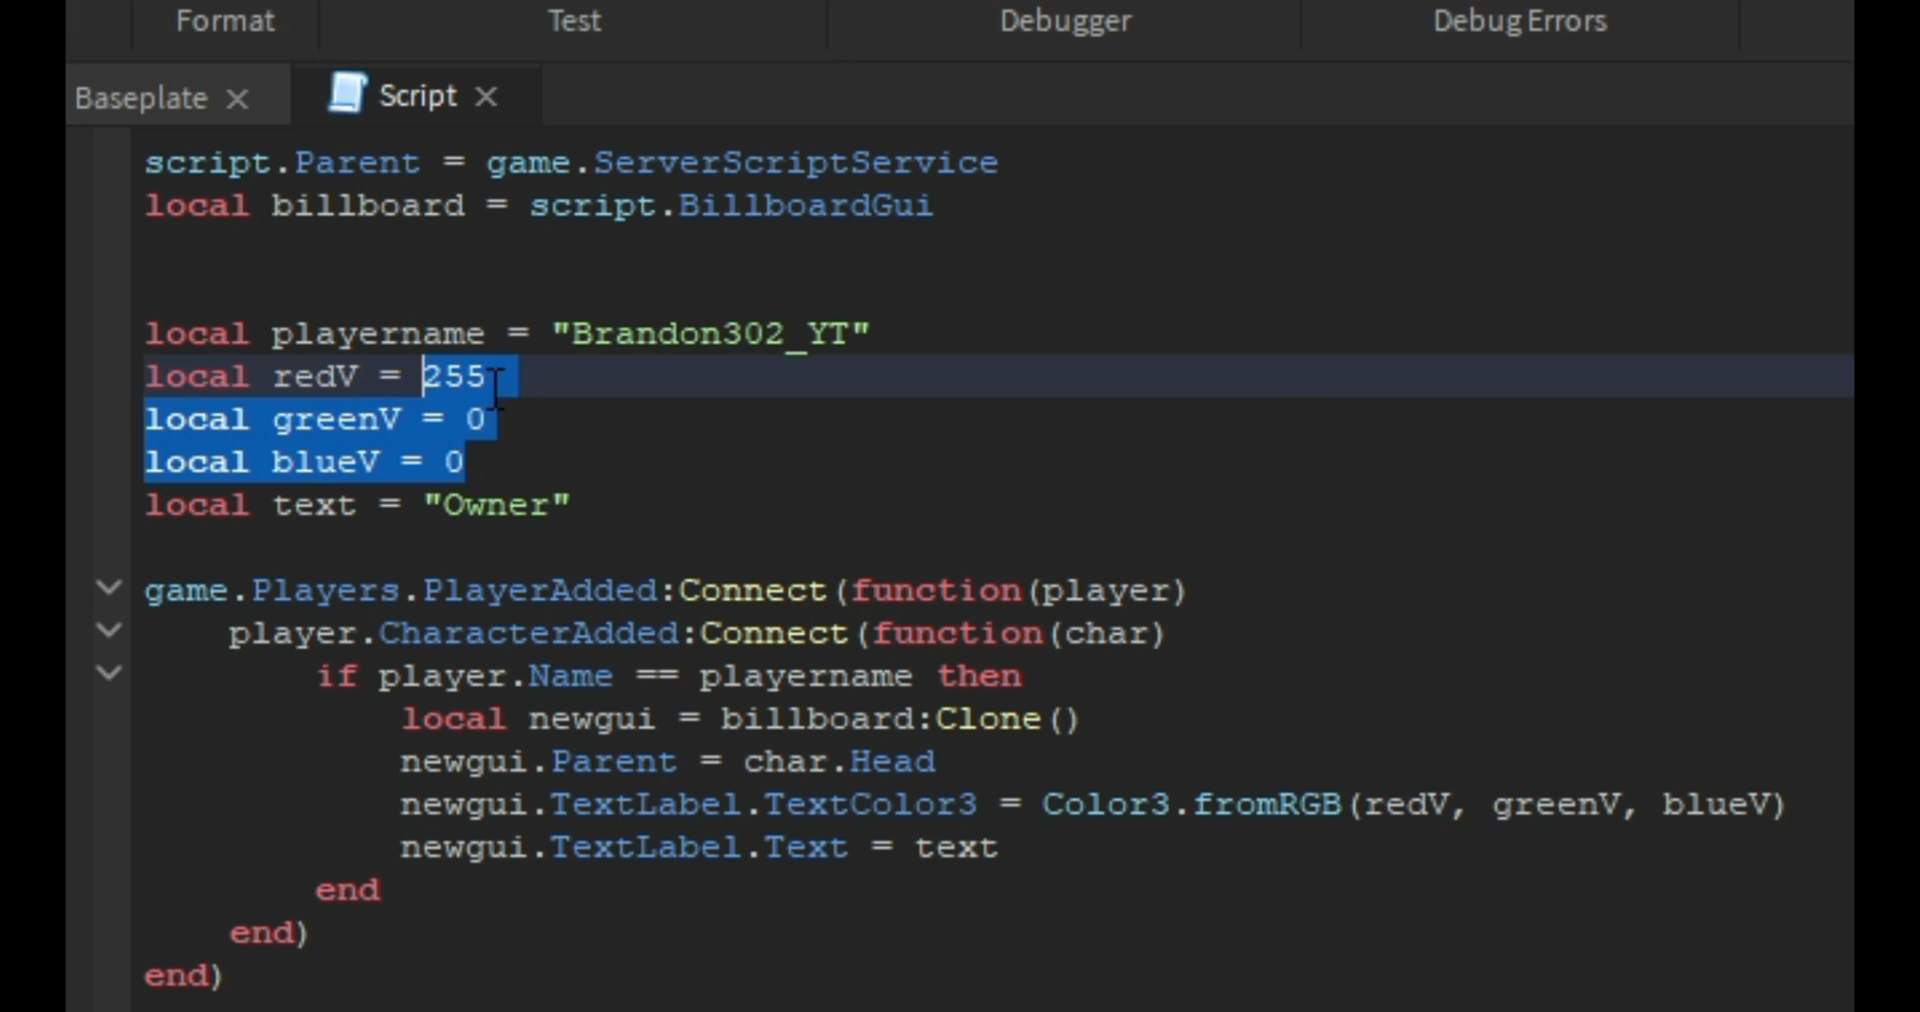 Format Test Debugger Debug Errors
Baseplate Script
script.Parent = game.ServerScriptService
local billboard = script.BillboardGui
local playername = "Brandon302_YT"
local redV = 255
local greenV = 0
local blueV = 0
local text = "Owner"
game.Players.PlayerAdded:Connect(function(player)
player.CharacterAdded:Connect(function(char)
if player.Name == playername then
local newgui = billboard:Clone()
newgui.Parent = char.Head
newgui.TextLabel.TextColor3 = Color3.fromRGB(redV, greenV, blueV)
newgui.TextLabel.Text = text
end
end)
end)